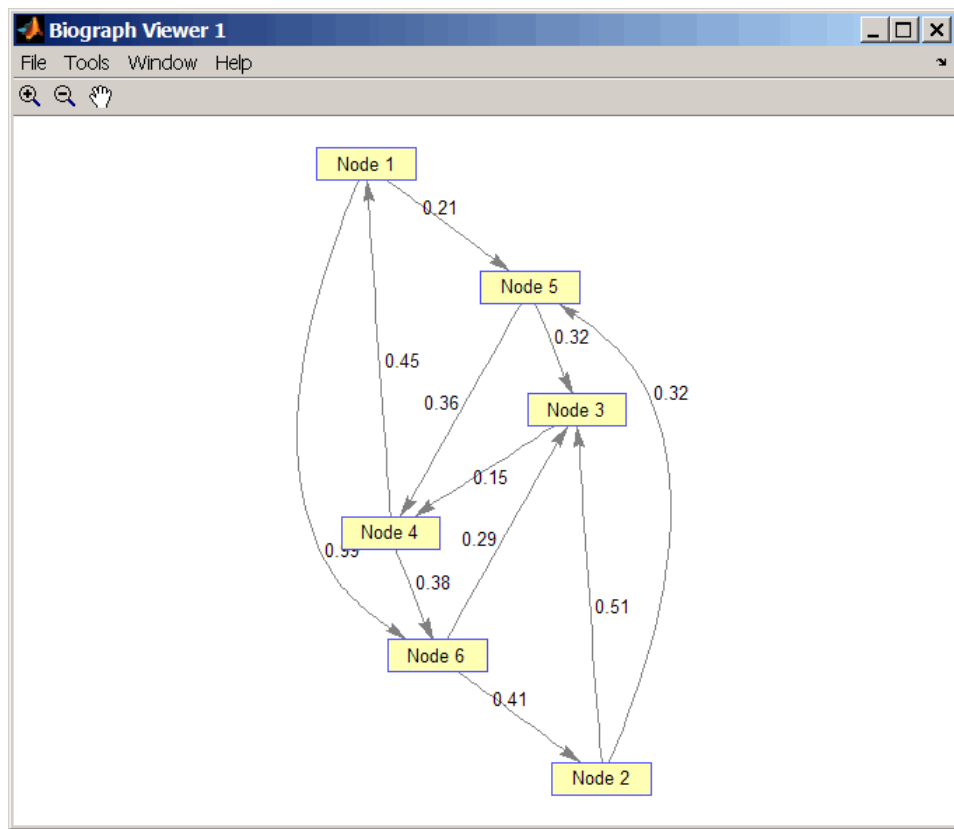 Biograph Viewer 1
File Tools Window Help
Node 1
0.21
Node 5
0.32
0.45
0.36
0.32
Node 3
0.15
Node 4
0.29
0.99
0.38
0.51
Node 6
0.41
Node 2